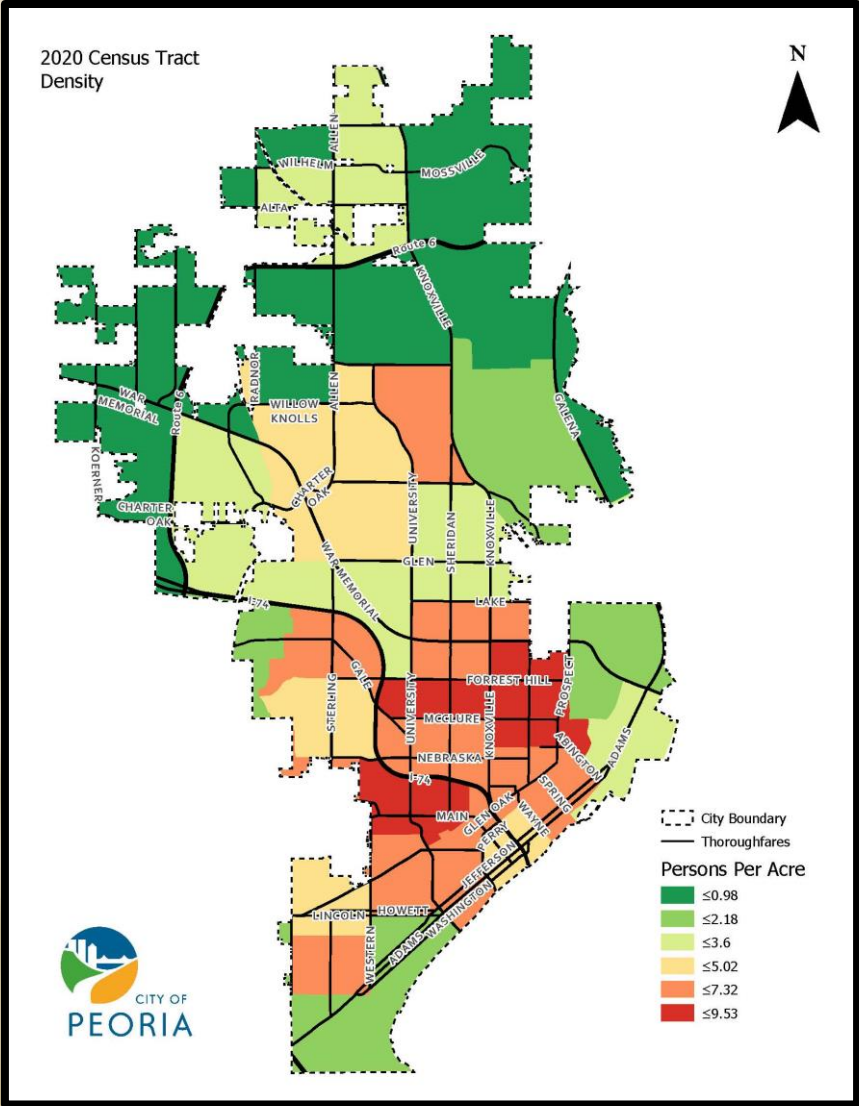 2020 Census Tract
Density
N
ALLEN
WILHELM
MOSSVILLE
ALTA
Route 6
KNOXVILLE
RADNOR
ALLEN
WAR
MEMORIAL
Route 6
WILLOW
KNOLLS
GALENA
KOERNER
CHARTER
OAK
UNIVERSITY
CHARTER
OAK
SHERIDAN
KNOXVILLE
WAR MEMORIAL
GLEN
I-74
LAKE
GALE
STERLING
UNIVERSITY
FORREST HILL
PROSPECT
MCCLURE
KNOXVILLE
NEBRASKA
ABINGTON
ADAMS
I-74
GLEN OAK
SPRING
MAIN
PERRY
WAYNE
JEFFERSON
WASHINGTON
LINCOLN
HOWETT
WESTERN
ADAMS
City Boundary
Thoroughfares
Persons Per Acre
≤0.98
≤2.18
≤3.6
≤5.02
≤7.32
≤9.53
CITY OF
PEORIA